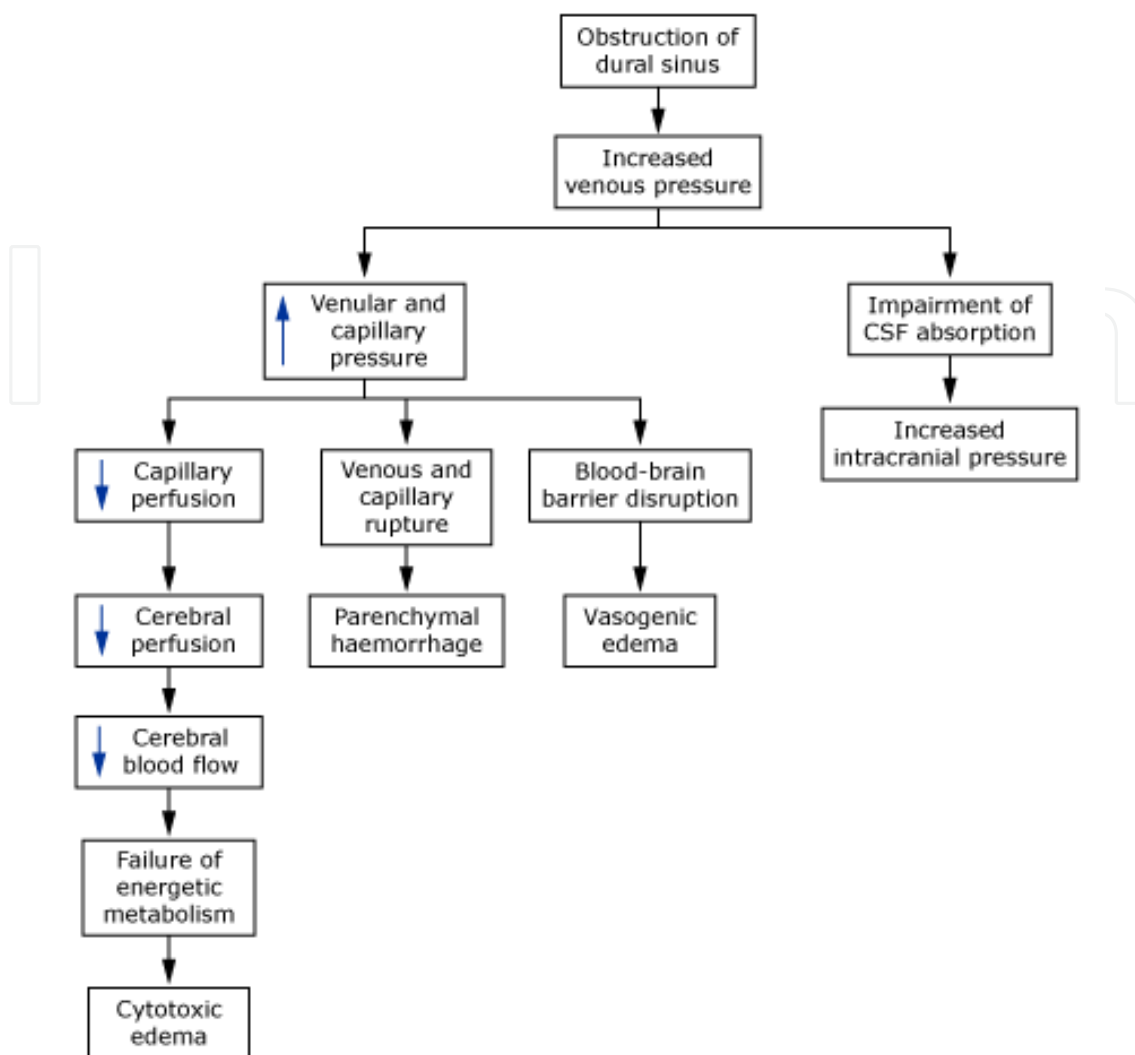 Obstruction of
dural sinus
Increased
venous pressure
Venular and
capillary
pressure
Impairment of
CSF absorption
Increased
intracranial pressure
Capillary
perfusion
Venous and
capillary
rupture
Blood-brain
barrier disruption
Cerebral
perfusion
Parenchymal
haemorrhage
Vasogenic
edema
Cerebral
blood flow
Failure of
energetic
metabolism
Cytotoxic
edema